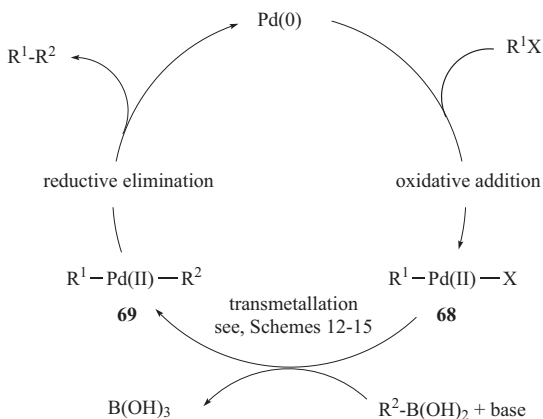 Pd(0)
R¹-R²
R¹X
reductive elimination
oxidative addition
R¹–Pd(II)–R²
R¹–Pd(II)–X
69
transmetallation
68
see, Schemes 12-15
B(OH)₃
R²-B(OH)₂ + base